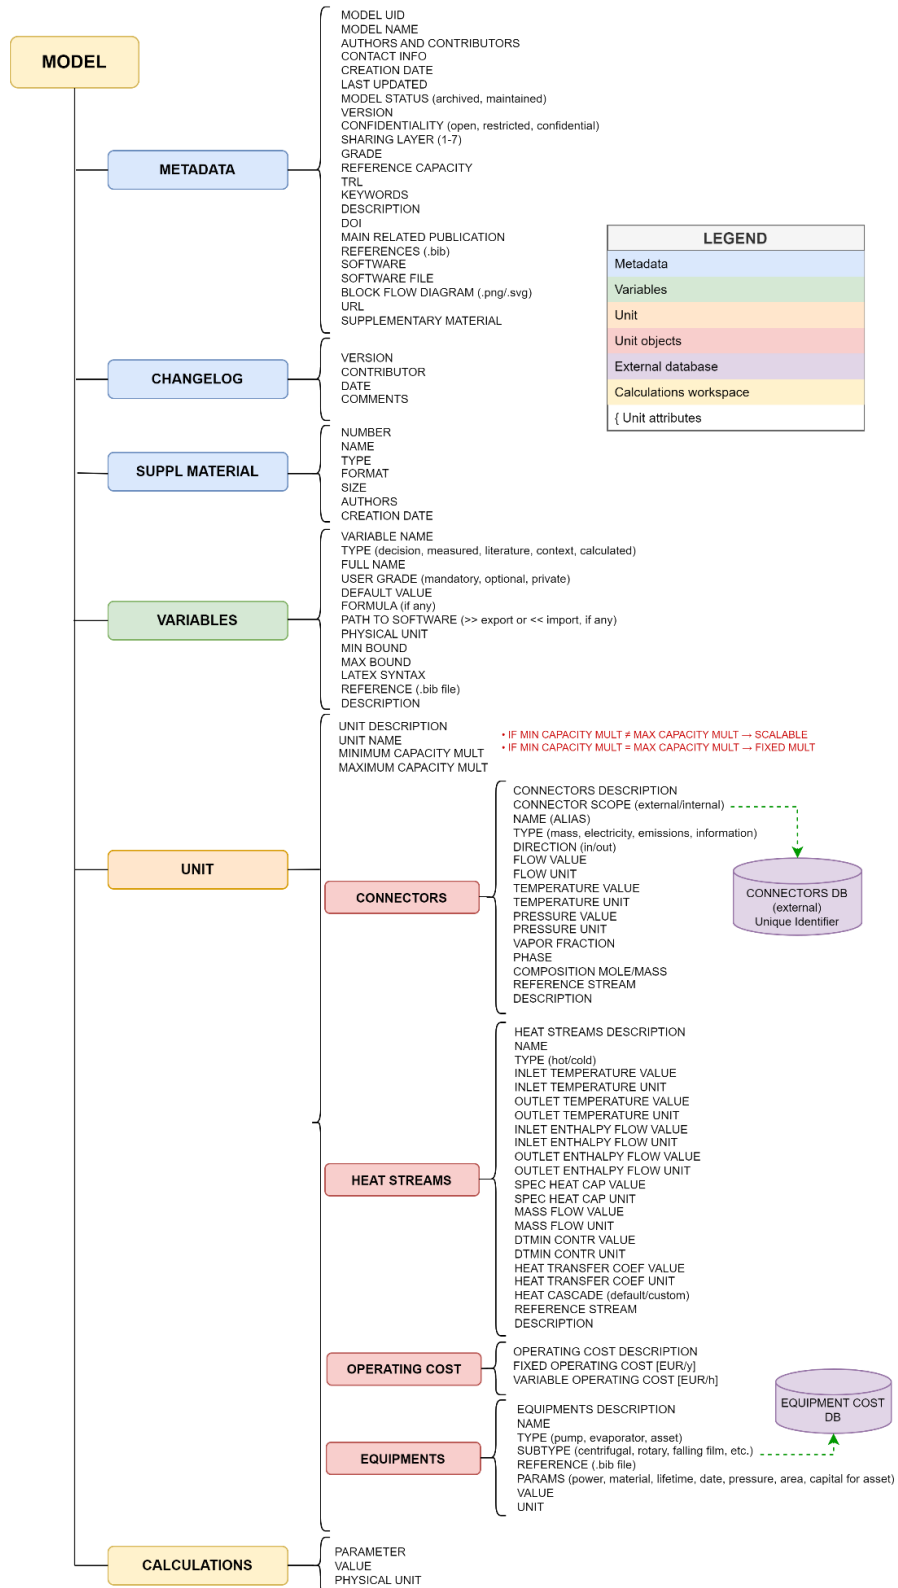 MODEL
METADATA
MODEL UID
MODEL NAME
AUTHORS AND CONTRIBUTORS
CONTACT INFO
CREATION DATE
LAST UPDATED
MODEL STATUS (archived, maintained)
VERSION
CONFIDENTIALITY (open, restricted, confidential)
SHARING LAYER (1-7)
GRADE
REFERENCE CAPACITY
TRL
KEYWORDS
DESCRIPTION
DOI
MAIN RELATED PUBLICATION
REFERENCES (.bib)
SOFTWARE
SOFTWARE FILE
BLOCK FLOW DIAGRAM (.png/.svg)
URL
SUPPLEMENTARY MATERIAL
LEGEND
Metadata
Variables
Unit
Unit objects
External database
Calculations workspace
{ Unit attributes
CHANGELOG
VERSION
CONTRIBUTOR
DATE
COMMENTS
SUPPL MATERIAL
NUMBER
NAME
TYPE
FORMAT
SIZE
AUTHORS
CREATION DATE
VARIABLES
VARIABLE NAME
TYPE (decision, measured, literature, context, calculated)
FULL NAME
USER GRADE (mandatory, optional, private)
DEFAULT VALUE
FORMULA (if any)
PATH TO SOFTWARE (>> export or << import, if any)
PHYSICAL UNIT
MIN BOUND
MAX BOUND
LATEX SYNTAX
REFERENCE (.bib file)
DESCRIPTION
UNIT
UNIT DESCRIPTION
UNIT NAME
MINIMUM CAPACITY MULT
MAXIMUM CAPACITY MULT
• IF MIN CAPACITY MULT ≠ MAX CAPACITY MULT → SCALABLE
• IF MIN CAPACITY MULT = MAX CAPACITY MULT → FIXED MULT
CONNECTORS
CONNECTORS DESCRIPTION
CONNECTOR SCOPE (external/internal)
NAME (ALIAS)
TYPE (mass, electricity, emissions, information)
DIRECTION (in/out)
FLOW VALUE
FLOW UNIT
TEMPERATURE VALUE
TEMPERATURE UNIT
PRESSURE VALUE
PRESSURE UNIT
VAPOR FRACTION
PHASE
COMPOSITION MOLE/MASS
REFERENCE STREAM
DESCRIPTION
CONNECTORS DB
(external)
Unique Identifier
HEAT STREAMS
HEAT STREAMS DESCRIPTION
NAME
TYPE (hot/cold)
INLET TEMPERATURE VALUE
INLET TEMPERATURE UNIT
OUTLET TEMPERATURE VALUE
OUTLET TEMPERATURE UNIT
INLET ENTHALPY FLOW VALUE
INLET ENTHALPY FLOW UNIT
OUTLET ENTHALPY FLOW VALUE
OUTLET ENTHALPY FLOW UNIT
SPEC HEAT CAP VALUE
SPEC HEAT CAP UNIT
MASS FLOW VALUE
MASS FLOW UNIT
DTMIN CONTR VALUE
DTMIN CONTR UNIT
HEAT TRANSFER COEF VALUE
HEAT TRANSFER COEF UNIT
HEAT CASCADE (default/custom)
REFERENCE STREAM
DESCRIPTION
OPERATING COST
OPERATING COST DESCRIPTION
FIXED OPERATING COST [EUR/y]
VARIABLE OPERATING COST [EUR/h]
EQUIPMENTS
EQUIPMENTS DESCRIPTION
NAME
TYPE (pump, evaporator, asset)
SUBTYPE (centrifugal, rotary, falling film, etc.)
REFERENCE (.bib file)
PARAMS (power, material, lifetime, date, pressure, area, capital for asset)
VALUE
UNIT
EQUIPMENT COST
DB
CALCULATIONS
PARAMETER
VALUE
PHYSICAL UNIT